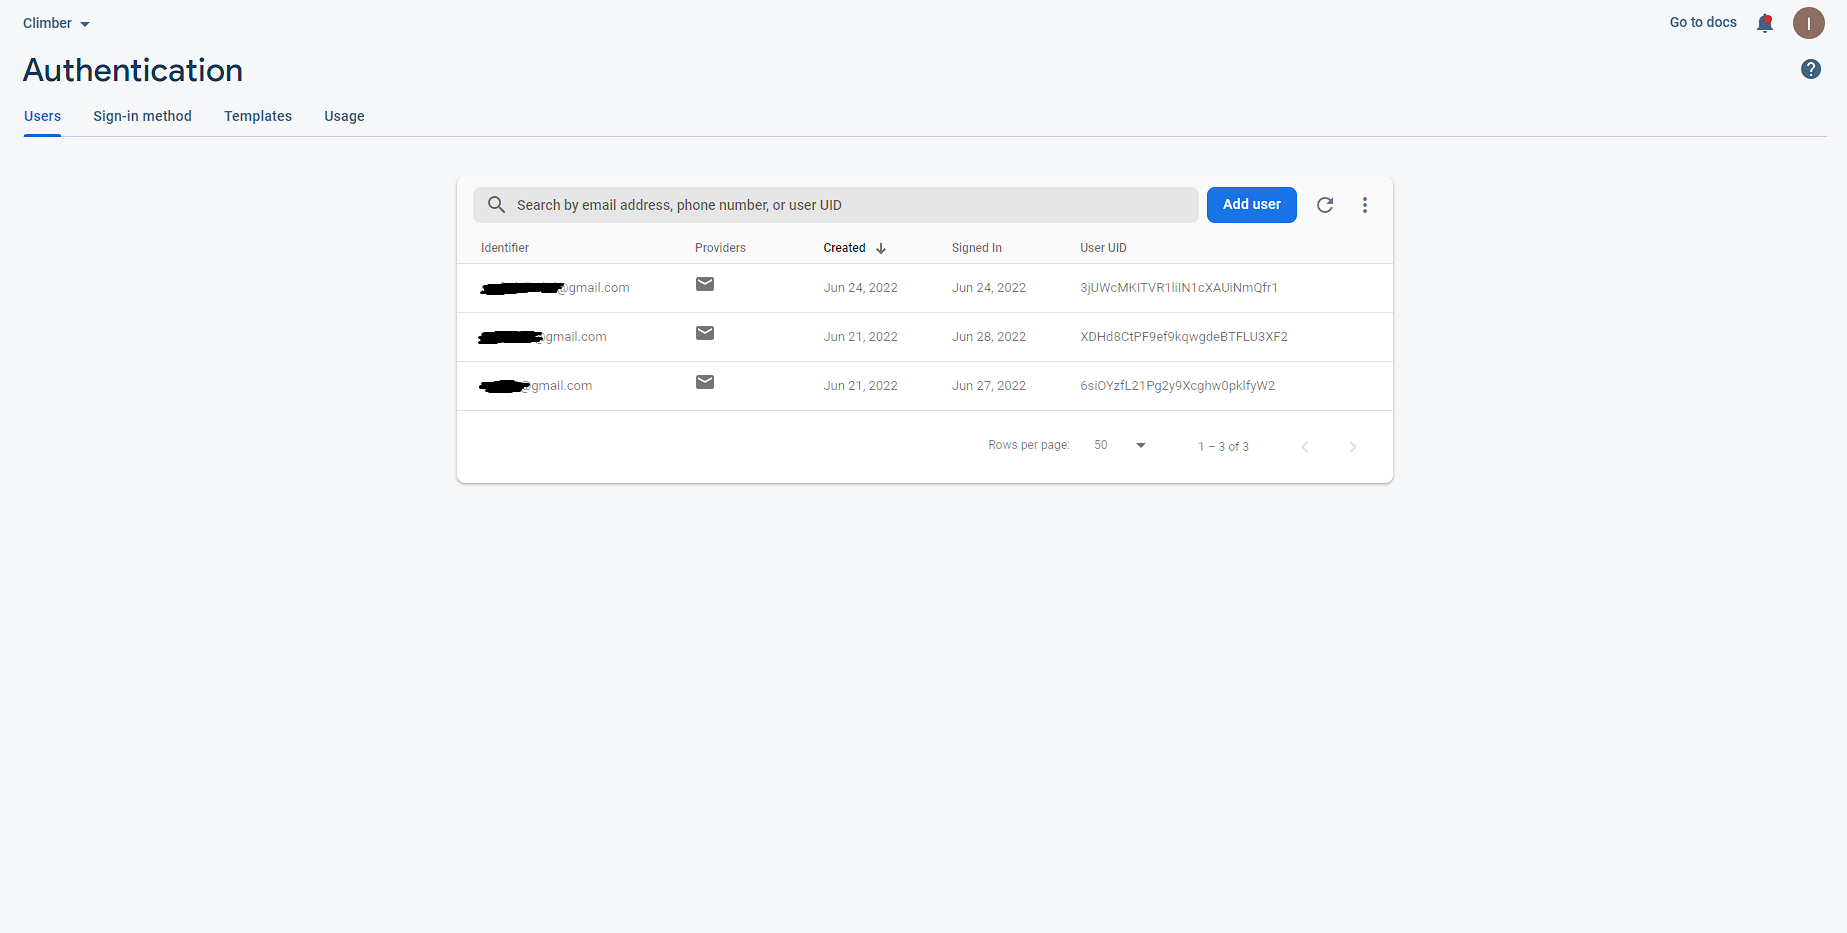 Climber
Go to docs
I
Authentication
?
Users Sign-in method Templates Usage
Search by email address, phone number, or user UID Add user
Identifier Providers Created Signed In User UID
@gmail.com Jun 24, 2022 Jun 24, 2022 3jUWcMKITVR1liIN1cXAUiNmQfr1
gmail.com Jun 21, 2022 Jun 28, 2022 XDHd8CtPF9ef9kqwgdeBTFLU3XF2
@gmail.com Jun 21, 2022 Jun 27, 2022 6siOYzfL21Pg2y9Xcghw0pklfyW2
Rows per page: 50 1 – 3 of 3